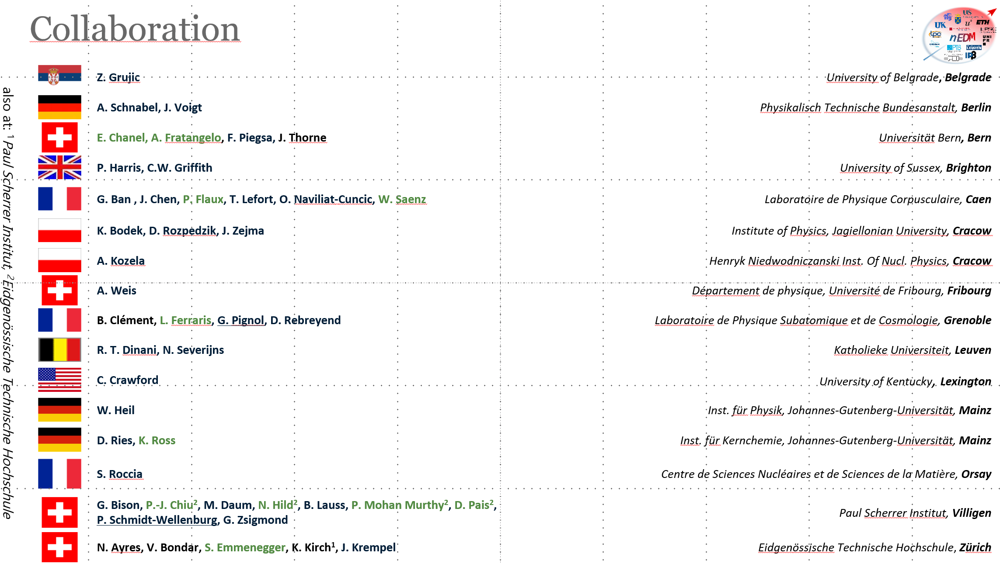 Collaboration
UK
US
ETH
LPC
nEDM
UNI
FR
PTB
LEUVEN
also at: ¹ Paul Scherrer Institut, ²Eidgenössische Technische Hochschule
Z. Grujic University of Belgrade, Belgrade
A. Schnabel, J. Voigt Physikalisch Technische Bundesanstalt, Berlin
E. Chanel, A. Fratangelo, F. Piegsa, J. Thorne Universität Bern, Bern
P. Harris, C.W. Griffith University of Sussex, Brighton
G. Ban , J. Chen, P. Flaux, T. Lefort, O. Naviliat-Cuncic, W. Saenz Laboratoire de Physique Corpusculaire, Caen
K. Bodek, D. Rozpedzik, J. Zejma Institute of Physics, Jagiellonian University, Cracow
A. Kozela Henryk Niedwodniczanski Inst. Of Nucl. Physics, Cracow
A. Weis Département de physique, Université de Fribourg, Fribourg
B. Clément, L. Ferraris, G. Pignol, D. Rebreyend Laboratoire de Physique Subatomique et de Cosmologie, Grenoble
R. T. Dinani, N. Severijns Katholieke Universiteit, Leuven
C. Crawford University of Kentucky, Lexington
W. Heil Inst. für Physik, Johannes-Gutenberg-Universität, Mainz
D. Ries, K. Ross Inst. für Kernchemie, Johannes-Gutenberg-Universität, Mainz
S. Roccia Centre de Sciences Nucléaires et de Sciences de la Matière, Orsay
G. Bison, P.-J. Chiu², M. Daum, N. Hild², B. Lauss, P. Mohan Murthy², D. Pais²,
P. Schmidt-Wellenburg, G. Zsigmond Paul Scherrer Institut, Villigen
N. Ayres, V. Bondar, S. Emmenegger, K. Kirch¹, J. Krempel Eidgenössische Technische Hochschule, Zürich